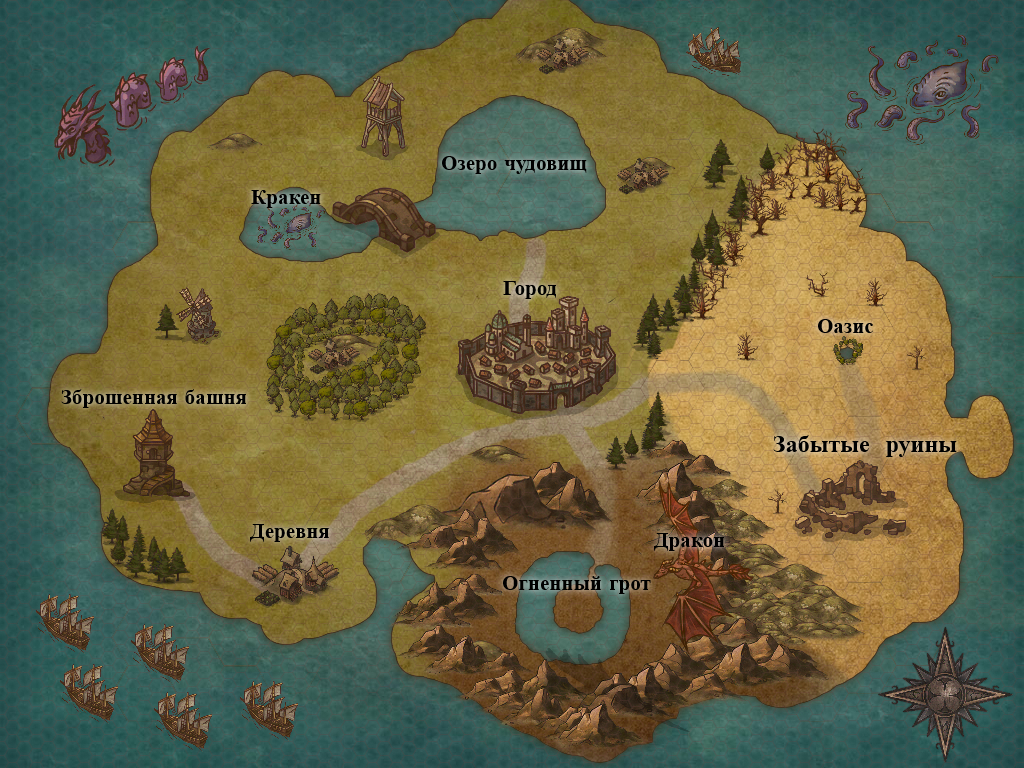 Озеро чудовищ
Кракен
Город
Оазис
Зброшенная башня
Забытые руины
Деревня
Дракон
Огненный грот